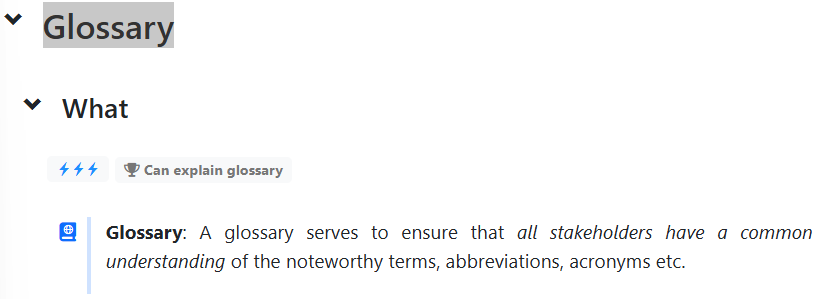 Glossary
What
Can explain glossary
Glossary: A glossary serves to ensure that all stakeholders have a common
understanding of the noteworthy terms, abbreviations, acronyms etc.